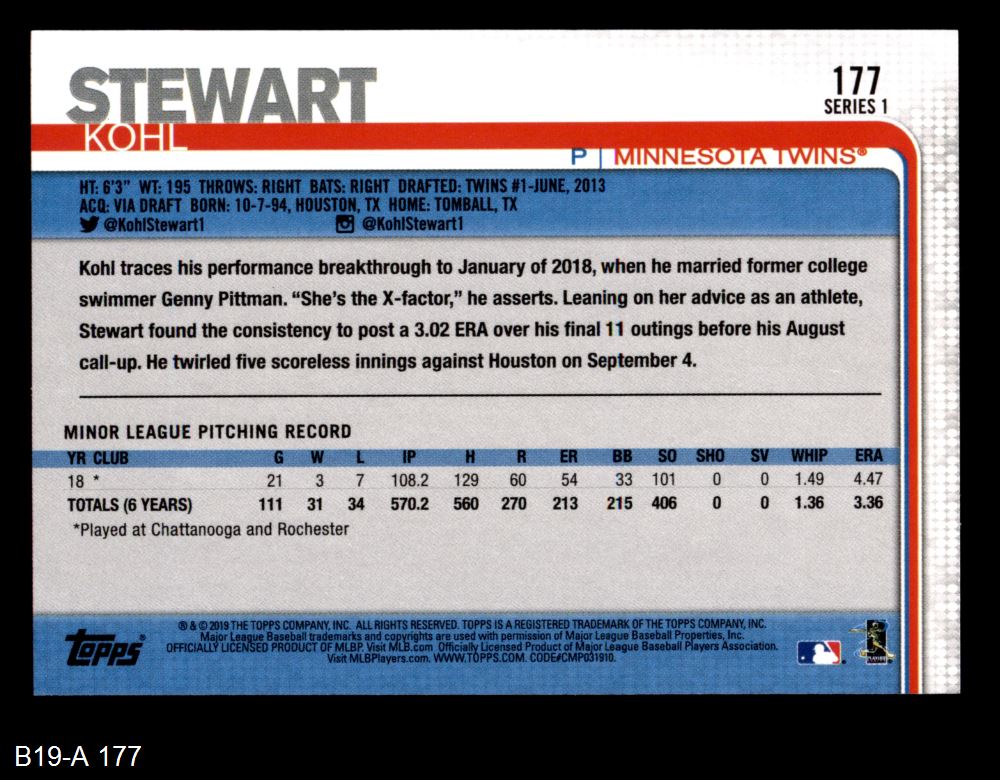 STEWART
KOHL
177
SERIES 1
P | MINNESOTA TWINS®
HT: 6'3" WT: 195 THROWS: RIGHT BATS: RIGHT DRAFTED: TWINS #1-JUNE, 2013
ACQ: VIA DRAFT BORN: 10-7-94, HOUSTON, TX HOME: TOMBALL, TX
@KohlStewart1 @KohlStewart1
Kohl traces his performance breakthrough to January of 2018, when he married former college
swimmer Genny Pittman. “She’s the X-factor,” he asserts. Leaning on her advice as an athlete,
Stewart found the consistency to post a 3.02 ERA over his final 11 outings before his August
call-up. He twirled five scoreless innings against Houston on September 4.
MINOR LEAGUE PITCHING RECORD
YR CLUB G W L IP H R ER BB SO SHO SV WHIP ERA
18 * 21 3 7 108.2 129 60 54 33 101 0 0 1.49 4.47
TOTALS (6 YEARS) 111 31 34 570.2 560 270 213 215 406 0 0 1.36 3.36
*Played at Chattanooga and Rochester
Topps®
® & © 2019 THE TOPPS COMPANY, INC. ALL RIGHTS RESERVED. TOPPS IS A REGISTERED TRADEMARK OF THE TOPPS COMPANY, INC.
Major League Baseball trademarks and copyrights are used with permission of Major League Baseball Properties, Inc.
OFFICIALLY LICENSED PRODUCT OF MLBP. Visit MLB.com Officially Licensed Product of Major League Baseball Players Association.
Visit MLBPlayers.com. WWW.TOPPS.COM. CODE#CMP031910.
B19-A 177